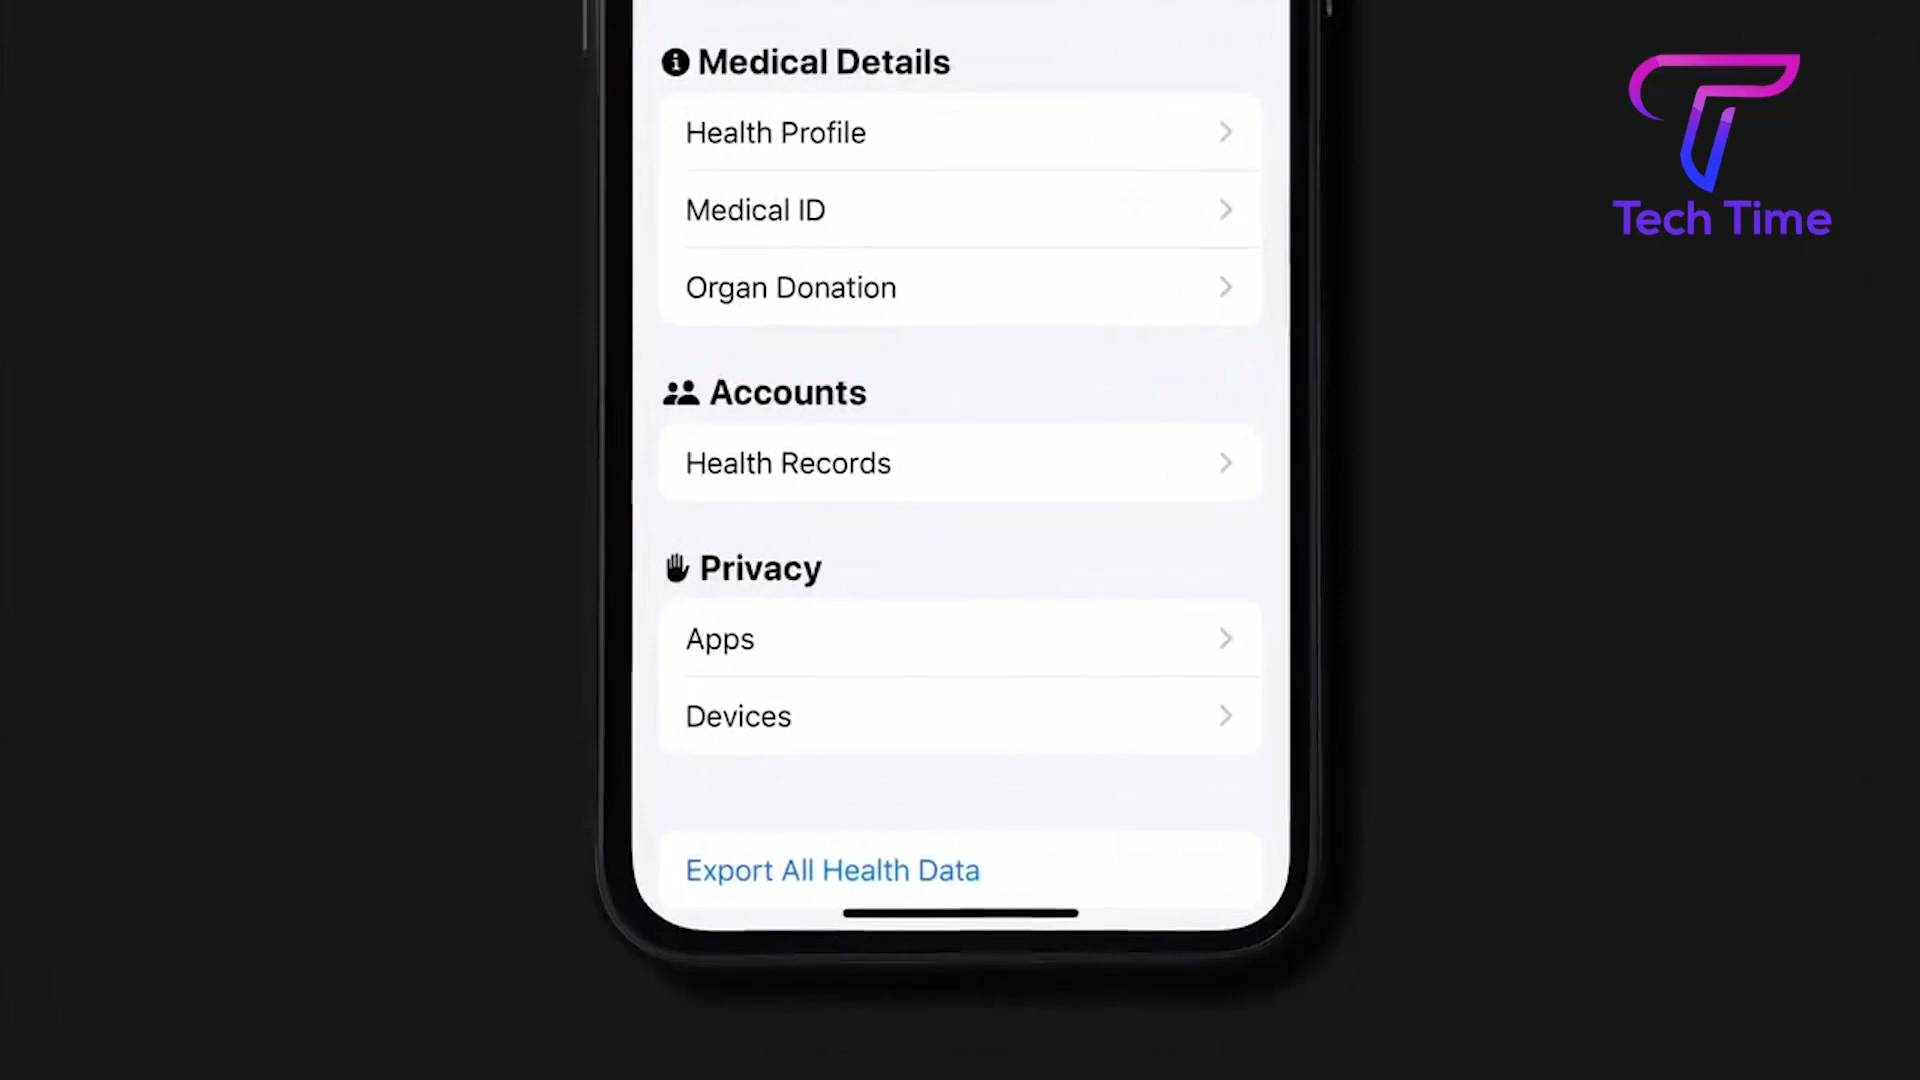 Medical Details
Health Profile
Medical ID
Organ Donation
Accounts
Health Records
Privacy
Apps
Devices
Export All Health Data
Tech Time